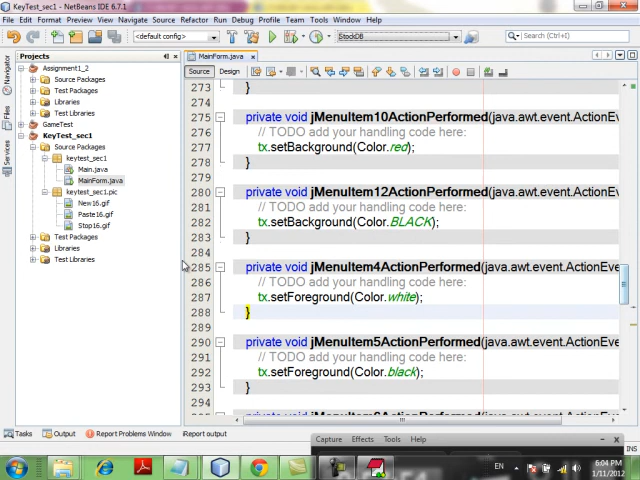 KeyTest_sec1 - NetBeans IDE 6.7.1
File Edit View Navigate Source Refactor Run Debug Profile Team Tools Window Help
<default config>
StockDB
Search (Ctrl+I)
Projects
MainForm.java
Source Design
Navigator
Files
Services
Assignment1_2
Source Packages
Test Packages
Libraries
Test Libraries
GameTest
KeyTest_sec1
Source Packages
keytest_sec1
Main.java
MainForm.java
keytest_sec1.pic
New16.gif
Paste16.gif
Stop16.gif
Test Packages
Libraries
Test Libraries
273 }
274
275 private void jMenuItem10ActionPerformed(java.awt.event.ActionEv
276 // TODO add your handling code here:
277 tx.setBackground(Color.red);
278 }
279
280 private void jMenuItem12ActionPerformed(java.awt.event.ActionEv
281 // TODO add your handling code here:
282 tx.setBackground(Color.BLACK);
283 }
284
285 private void jMenuItem4ActionPerformed(java.awt.event.ActionEve
286 // TODO add your handling code here:
287 tx.setForeground(Color.white);
288 }
289
290 private void jMenuItem5ActionPerformed(java.awt.event.ActionEve
291 // TODO add your handling code here:
292 tx.setForeground(Color.black);
293 }
294
Tasks Output Report Problems Window iReport output
INS
Capture Effects Tools Help
EN
6:04 PM
1/11/2012